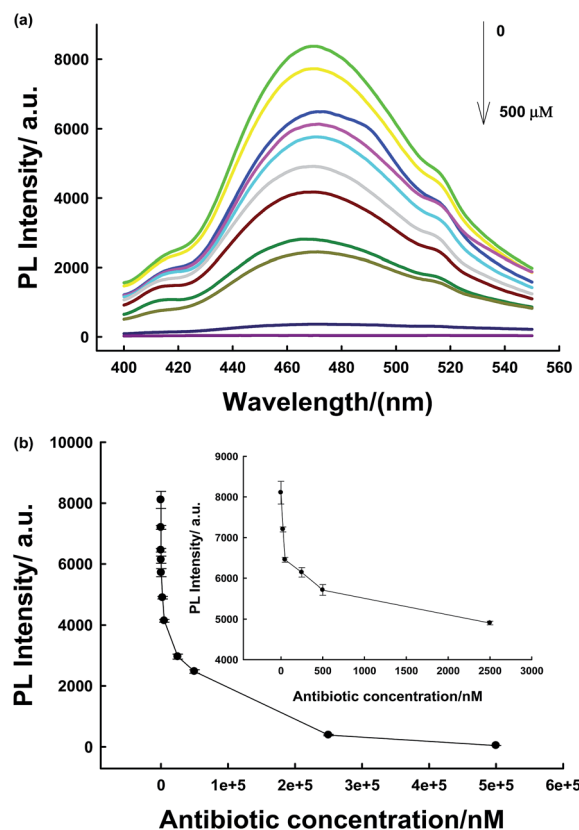 (a)
PL Intensity/ a.u.
8000
6000
4000
2000
0
0
500 μM
400 420 440 460 480 500 520 540 560
Wavelength/(nm)
(b)
PL Intensity/ a.u.
10000
8000
6000
4000
2000
0
PL Intensity/ a.u.
9000
8000
7000
6000
5000
4000
0 500 1000 1500 2000 2500 3000
Antibiotic concentration/nM
0 1e+5 2e+5 3e+5 4e+5 5e+5 6e+5
Antibiotic concentration/nM